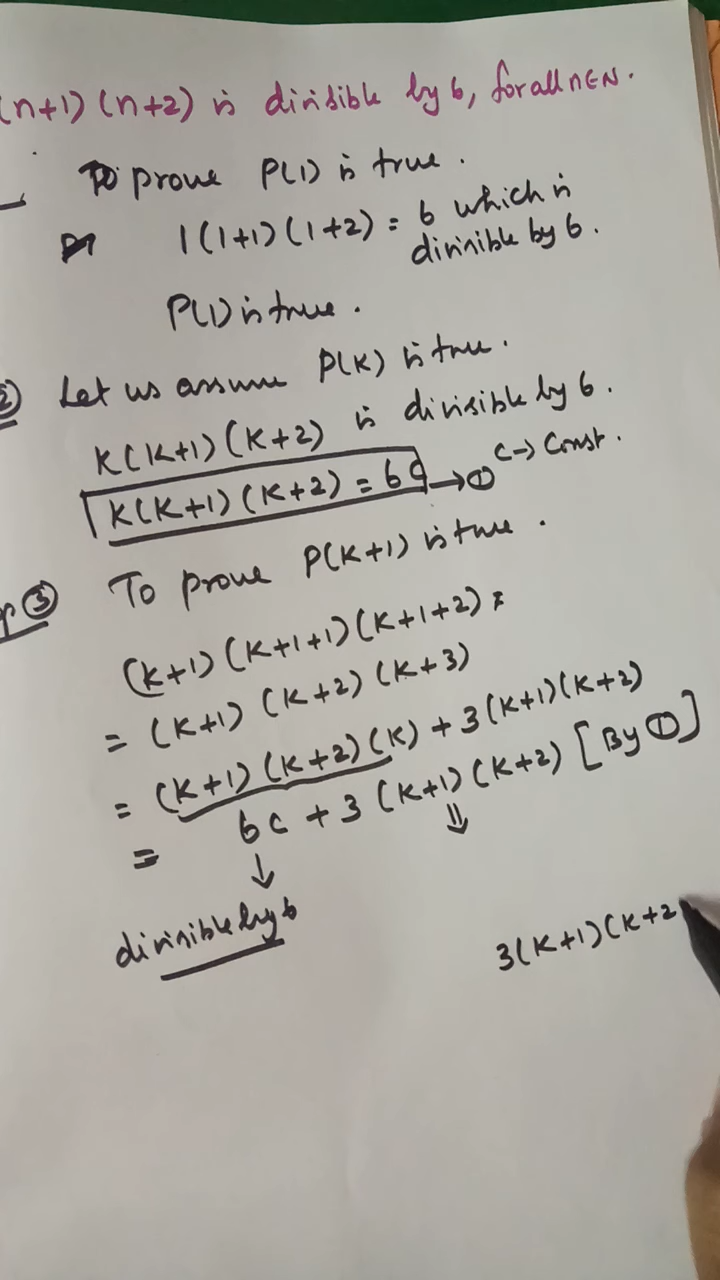 (n+1) (n+2) is divisible by 6, for all n∈N.
To prove P(1) is true.
1(1+1)(1+2) = 6 which is
divisible by 6.
P(1) is true.
2) Let us assume P(K) is true.
K(K+1)(K+2) is divisible by 6.
K(K+1)(K+2) = 6C → ① C → Const.
p ③ To prove P(K+1) is true.
(K+1) (K+1+1)(K+1+2) =
= (K+1) (K+2) (K+3)
= (K+1) (K+2) (K) + 3(K+1)(K+2)
= 6C + 3 (K+1) (K+2) [By ①]
↓ ⇓
divisible by 6
3(K+1)(K+2